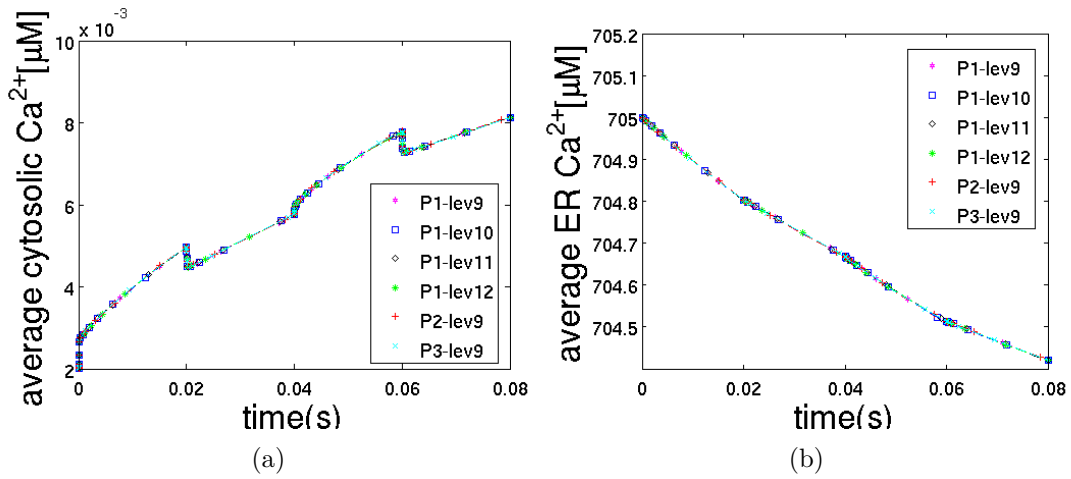 x 10⁻³
10
8
6
4
2
average cytosolic Ca²⁺[μM]
0
0.02
0.04
0.06
0.08
time(s)
P1-lev9
P1-lev10
P1-lev11
P1-lev12
P2-lev9
P3-lev9
(a)
705.2
705.1
705
704.9
704.8
704.7
704.6
704.5
average ER Ca²⁺[μM]
0
0.02
0.04
0.06
0.08
time(s)
P1-lev9
P1-lev10
P1-lev11
P1-lev12
P2-lev9
P3-lev9
(b)